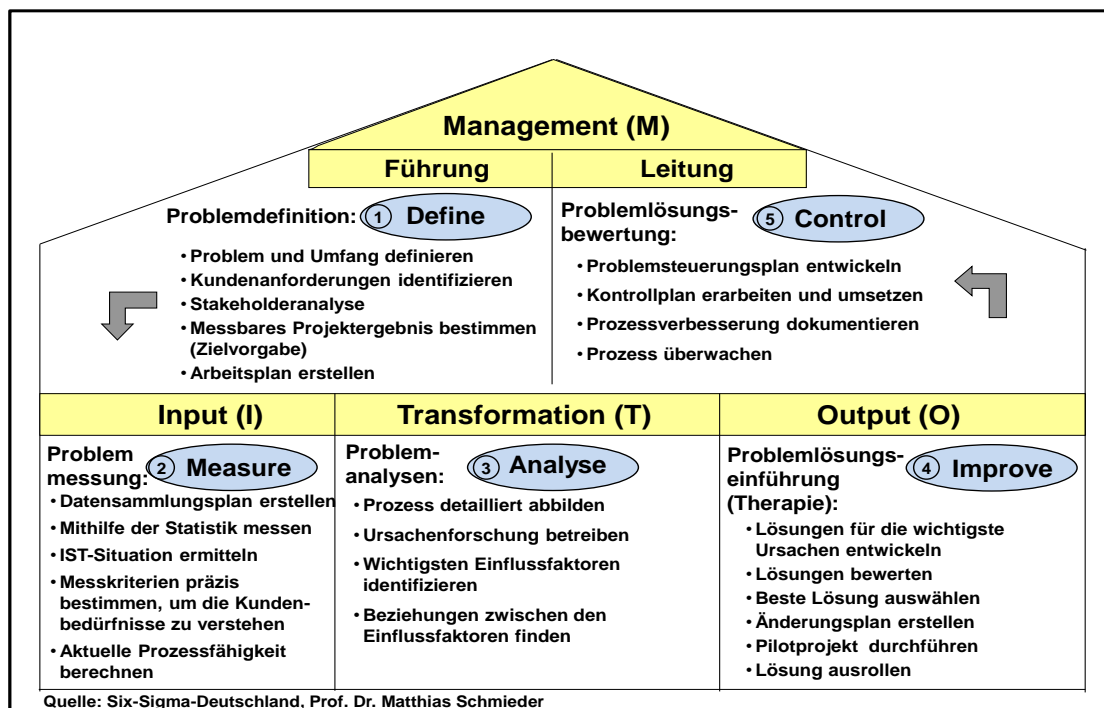 Management (M)
Führung
Leitung
Problemdefinition:
1 Define
• Problem und Umfang definieren
• Kundenanforderungen identifizieren
• Stakeholderanalyse
• Messbares Projektergebnis bestimmen
(Zielvorgabe)
• Arbeitsplan erstellen
Problemlösungs-
bewertung:
5 Control
• Problemsteuerungsplan entwickeln
• Kontrollplan erarbeiten und umsetzen
• Prozessverbesserung dokumentieren
• Prozess überwachen
Input (I)
Problem
messung:
2 Measure
• Datensammlungsplan erstellen
• Mithilfe der Statistik messen
• IST-Situation ermitteln
• Messkriterien präzis
bestimmen, um die Kunden-
bedürfnisse zu verstehen
• Aktuelle Prozessfähigkeit
berechnen
Transformation (T)
Problem-
analysen:
3 Analyse
• Prozess detailliert abbilden
• Ursachenforschung betreiben
• Wichtigsten Einflussfaktoren
identifizieren
• Beziehungen zwischen den
Einflussfaktoren finden
Output (O)
Problemlösungs-
einführung
(Therapie):
4 Improve
• Lösungen für die wichtigste
Ursachen entwickeln
• Lösungen bewerten
• Beste Lösung auswählen
• Änderungsplan erstellen
• Pilotprojekt durchführen
• Lösung ausrollen
Quelle: Six-Sigma-Deutschland, Prof. Dr. Matthias Schmieder